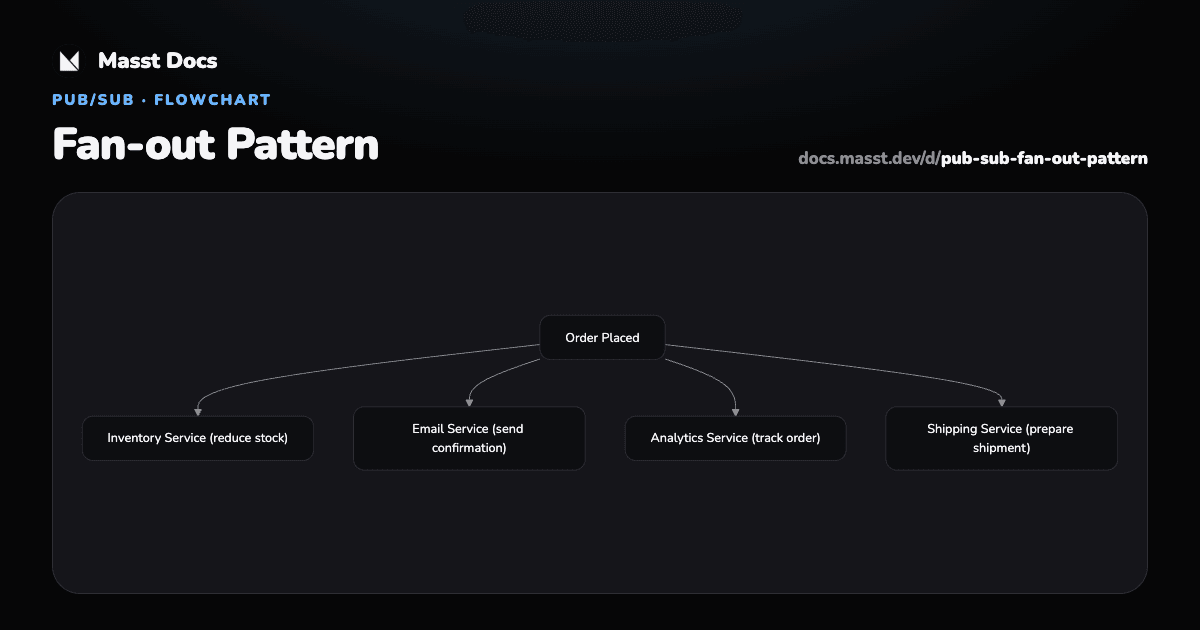 Masst Docs
PUB/SUB · FLOWCHART
Fan-out Pattern
docs.masst.dev/d/pub-sub-fan-out-pattern
Order Placed
Inventory Service (reduce stock)
Email Service (send
confirmation)
Analytics Service (track order)
Shipping Service (prepare
shipment)